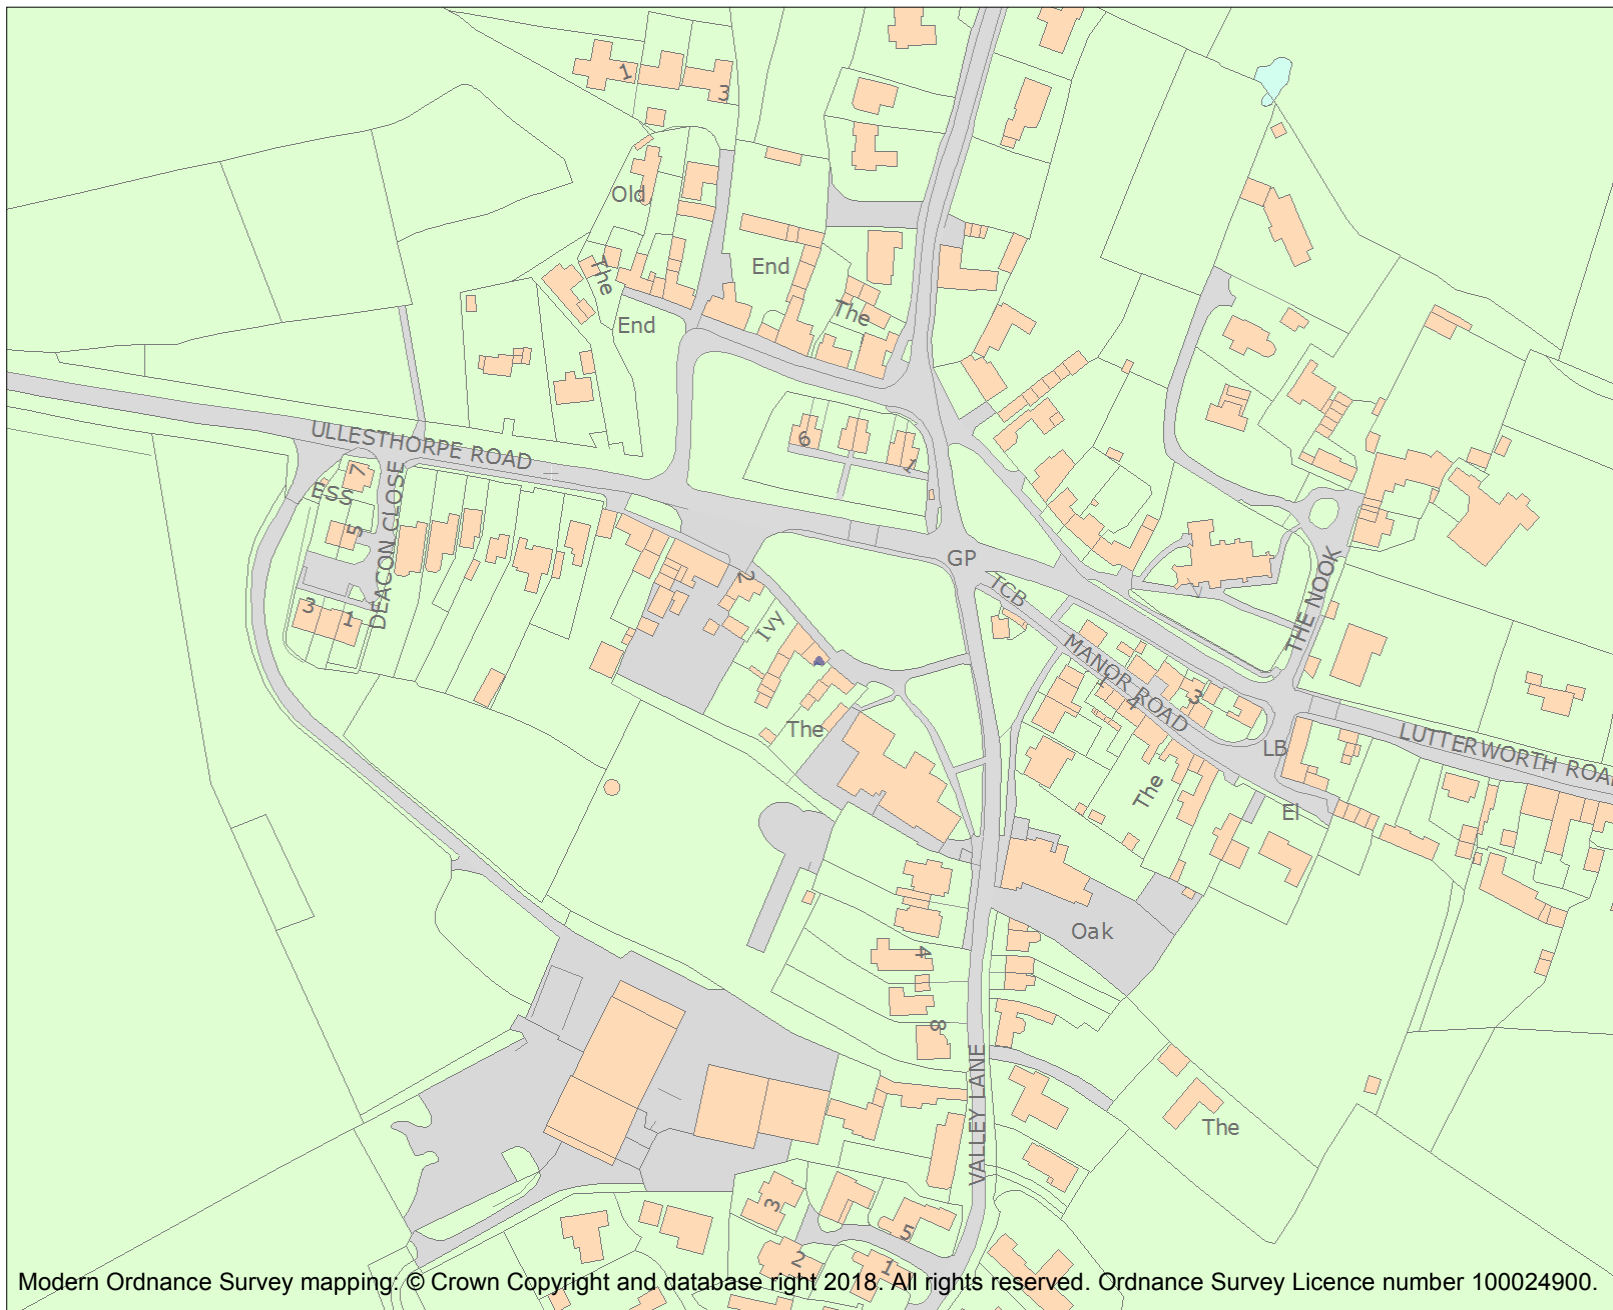 1
3
Old
The
End
End
The
ULLESTHORPE ROAD
6
1
7
ESS
5
DEACON CLOSE
3
1
GP
TCB
THE NOOK
2
Ivy
MANOR ROAD
1
4
3
The
LB
LUTTERWORTH ROA
The
El
Oak
4
8
VALLEY LANE
The
3
5
2
1
Modern Ordnance Survey mapping: © Crown Copyright and database right 2018. All rights reserved. Ordnance Survey Licence number 100024900.